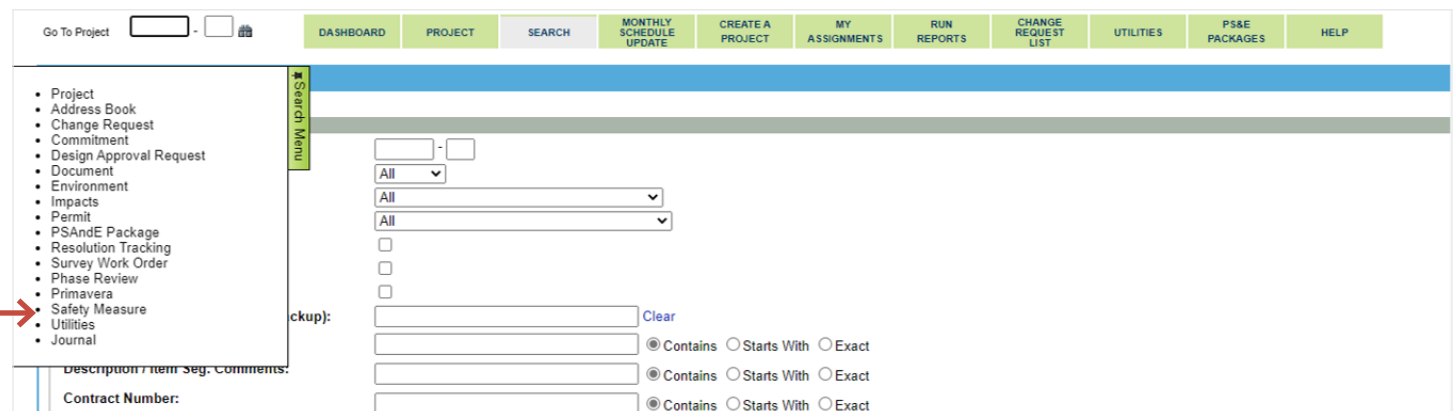 Go To Project - DASHBOARD PROJECT SEARCH MONTHLY SCHEDULE UPDATE CREATE A PROJECT MY ASSIGNMENTS RUN REPORTS CHANGE REQUEST LIST UTILITIES PS&E PACKAGES HELP
Search Menu
• Project
• Address Book
• Change Request
• Commitment
• Design Approval Request
• Document
• Environment
• Impacts
• Permit
• PSAndE Package
• Resolution Tracking
• Survey Work Order
• Phase Review
• Primavera
• Safety Measure
• Utilities
• Journal
-
All
All
All
ckup): Clear
Contains Starts With Exact
Description / Item Seg. Comments: Contains Starts With Exact
Contract Number: Contains Starts With Exact